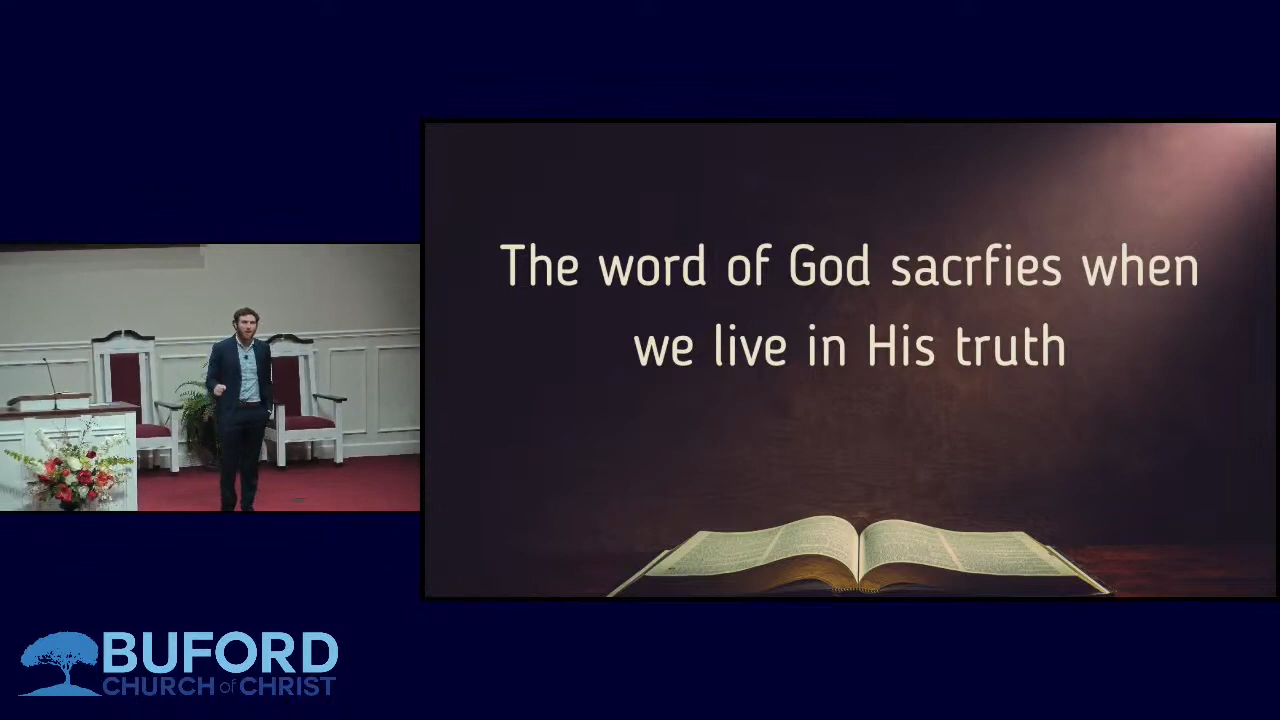 The word of God sacrfies when
we live in His truth
BUFORD
CHURCH of CHRIST